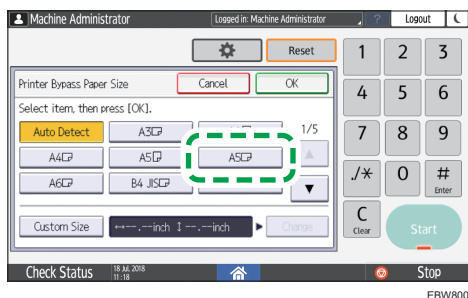 Machine Administrator
Logged in: Machine Administrator
?
Logout
Reset
Printer Bypass Paper Size
Cancel
OK
Select item, then press [OK].
Auto Detect
A3
1/5
A4
A5
A5
A6
B4 JIS
Custom Size
↔--.--inch ↕--.--inch
Change
1 2 3
4 5 6
7 8 9
./* 0 #
Enter
C
Clear
Start
Check Status
18 Jul. 2018
11:18
Stop
EBW800